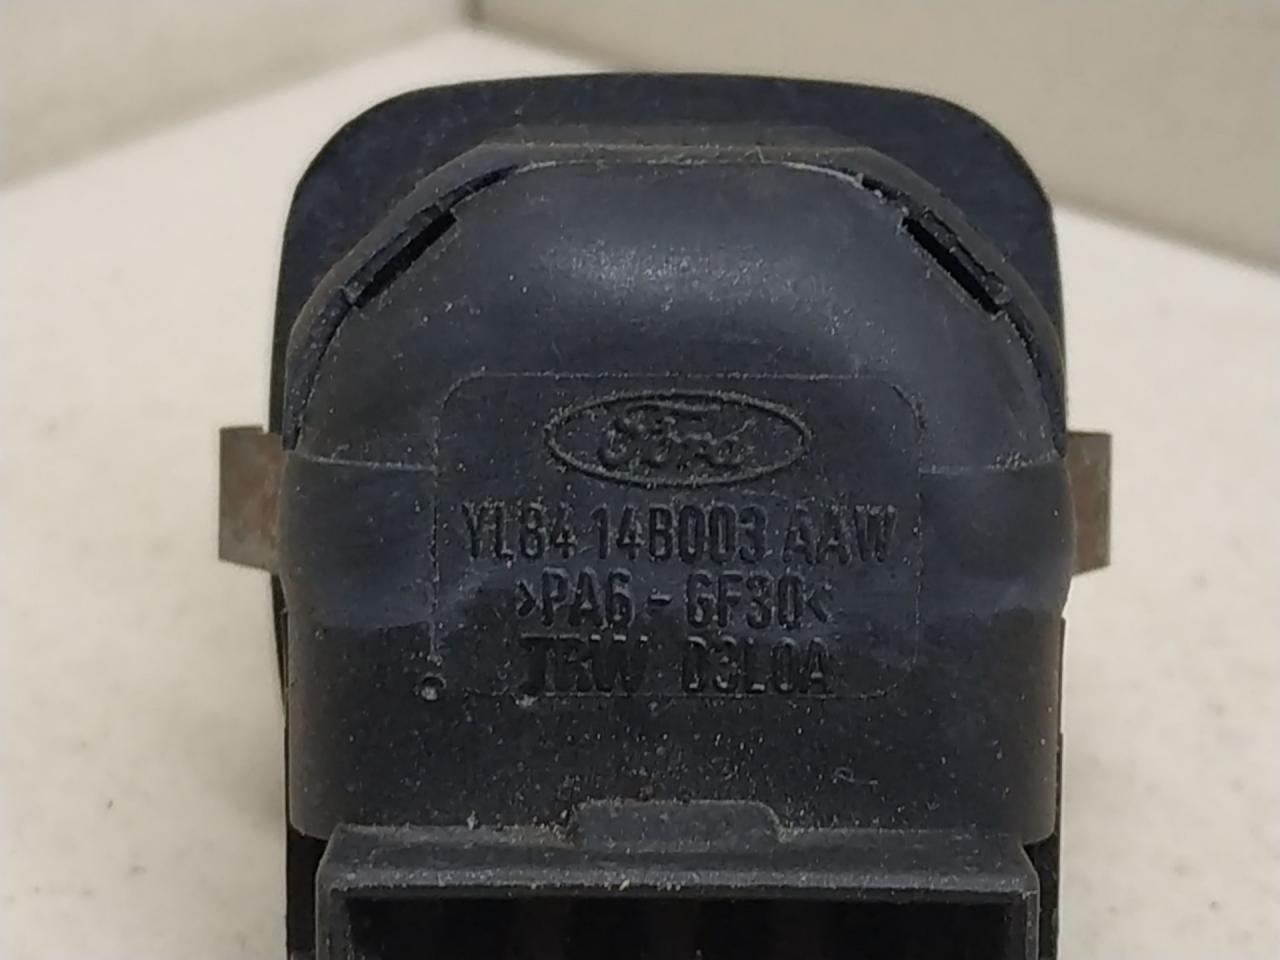 Ford
YL84 14B003 AAW
>PA6-GF30<
TRW D3L0A